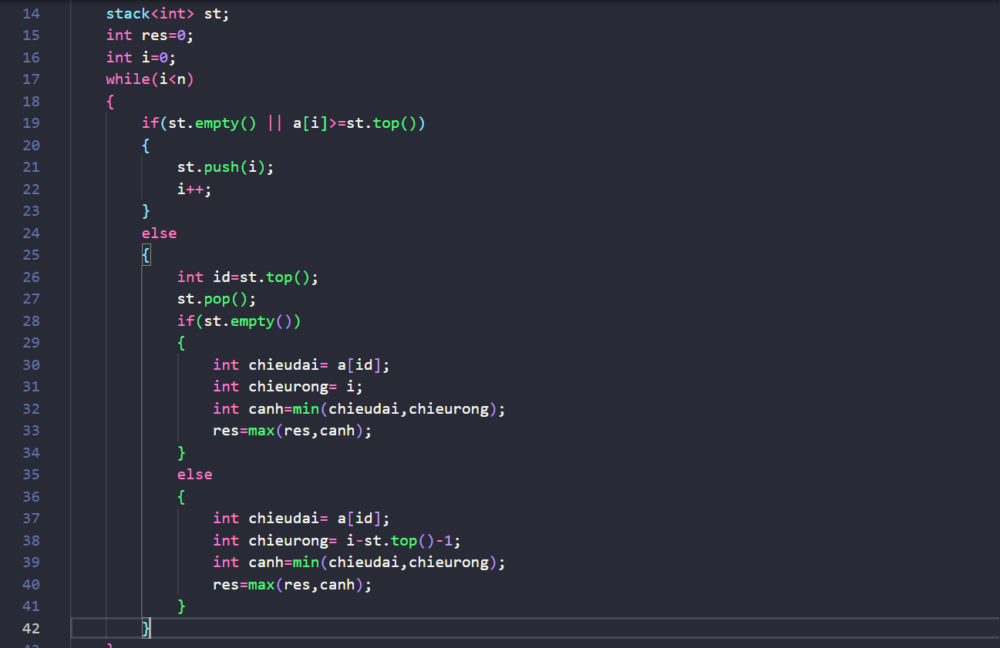 14 stack<int> st;
15 int res=0;
16 int i=0;
17 while(i<n)
18 {
19 if(st.empty() || a[i]>=st.top())
20 {
21 st.push(i);
22 i++;
23 }
24 else
25 {
26 int id=st.top();
27 st.pop();
28 if(st.empty())
29 {
30 int chieudai= a[id];
31 int chieurong= i;
32 int canh=min(chieudai,chieurong);
33 res=max(res,canh);
34 }
35 else
36 {
37 int chieudai= a[id];
38 int chieurong= i-st.top()-1;
39 int canh=min(chieudai,chieurong);
40 res=max(res,canh);
41 }
42 }